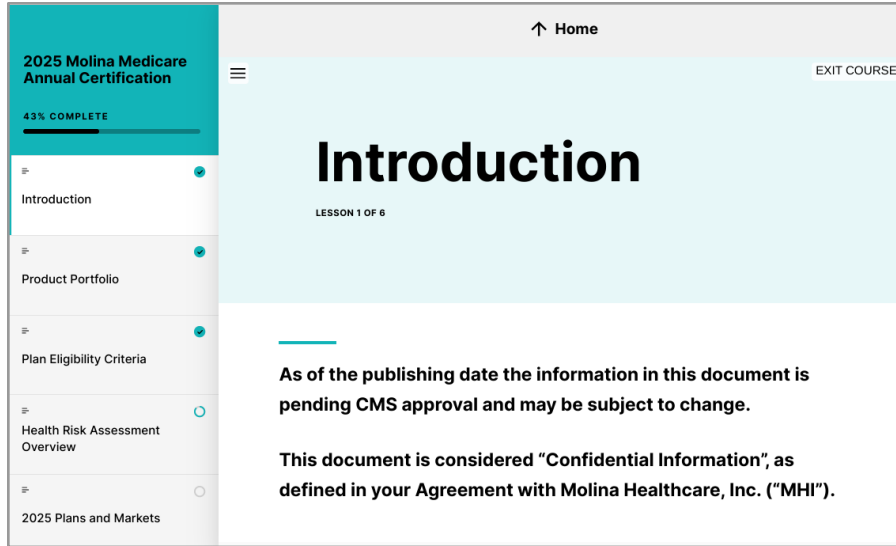 2025 Molina Medicare
Annual Certification
43% COMPLETE
Introduction
Product Portfolio
Plan Eligibility Criteria
Health Risk Assessment
Overview
2025 Plans and Markets
Home
EXIT COURSE
Introduction
LESSON 1 OF 6
As of the publishing date the information in this document is
pending CMS approval and may be subject to change.
This document is considered “Confidential Information”, as
defined in your Agreement with Molina Healthcare, Inc. (“MHI”).